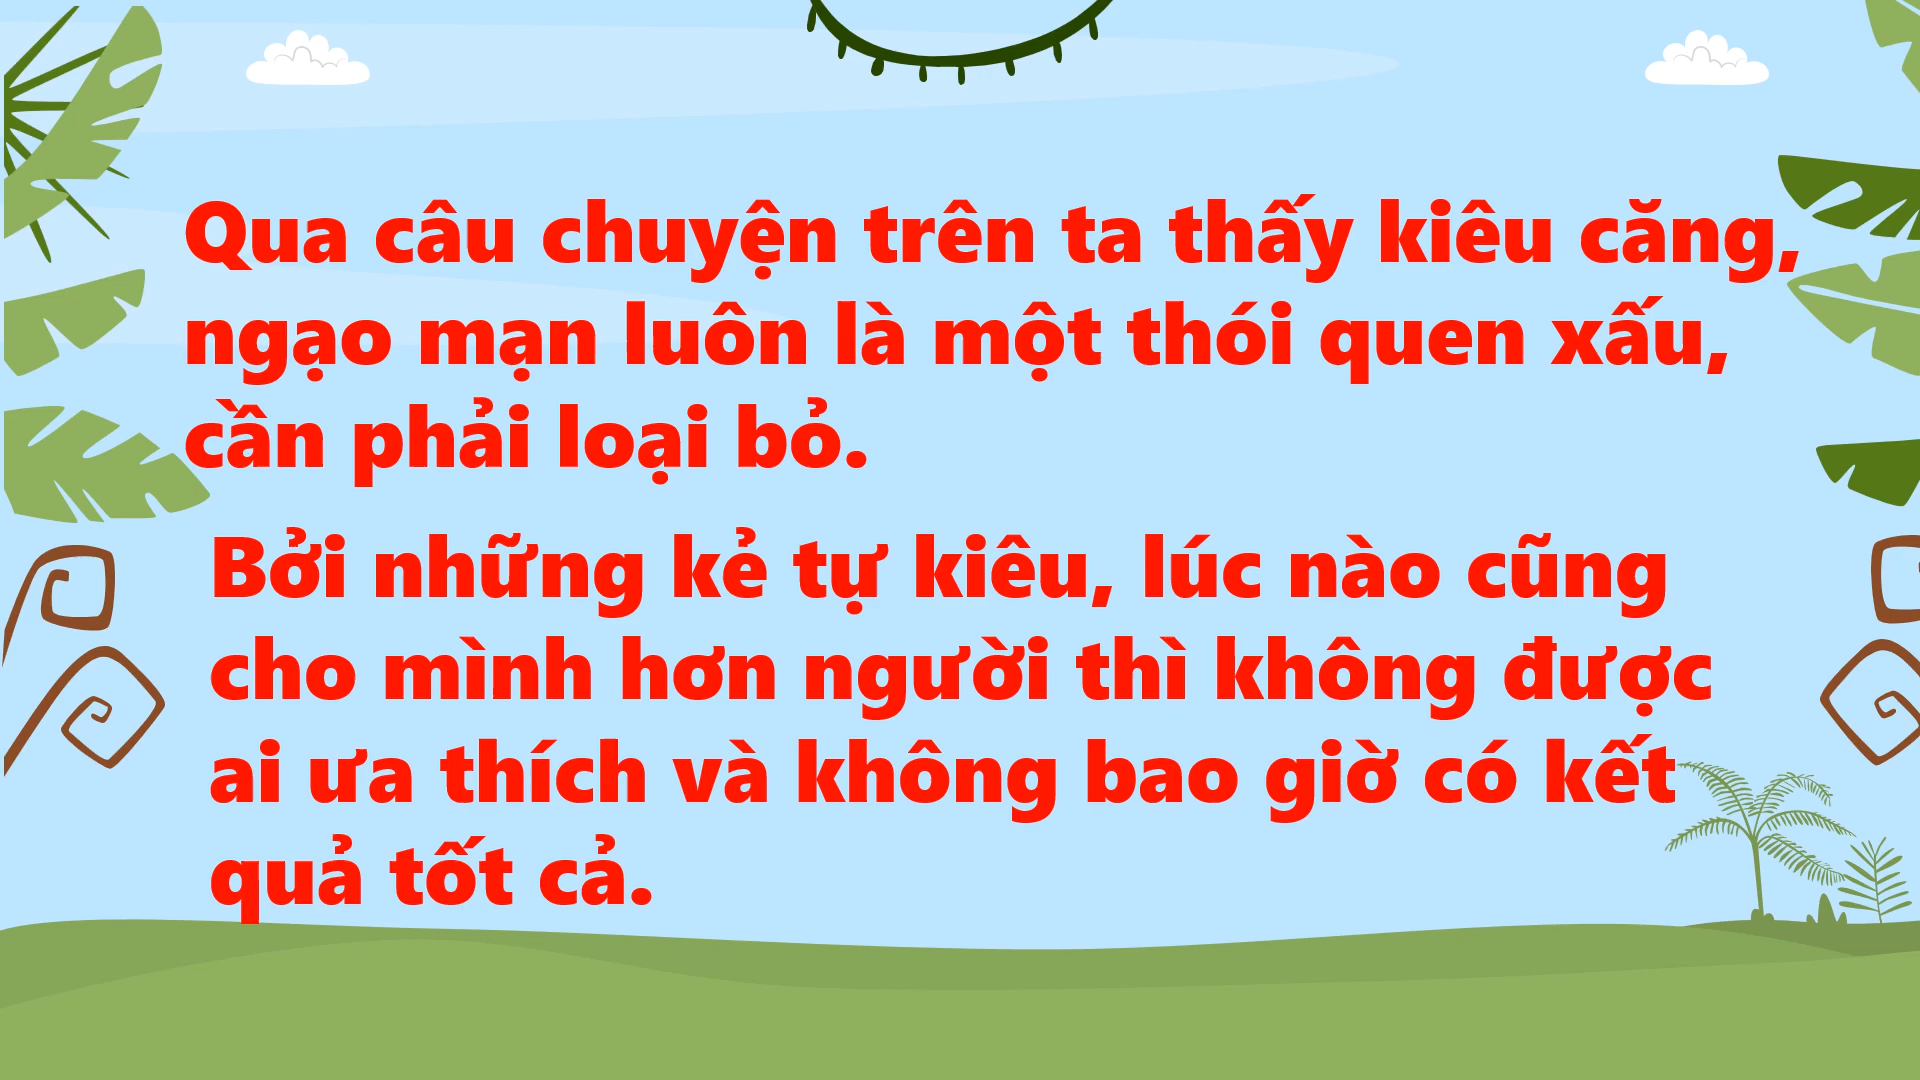 Qua câu chuyện trên ta thấy kiêu căng,
ngạo mạn luôn là một thói quen xấu,
cần phải loại bỏ.
Bởi những kẻ tự kiêu, lúc nào cũng
cho mình hơn người thì không được
ai ưa thích và không bao giờ có kết
quả tốt cả.